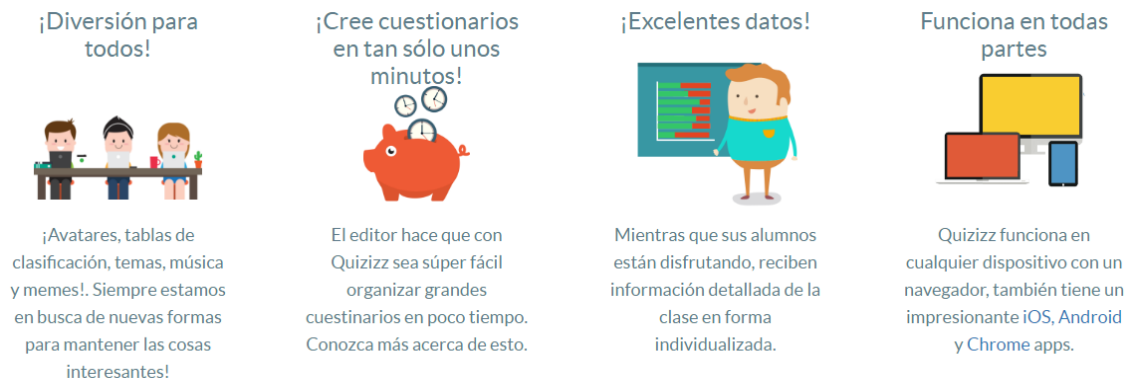 ¡Diversión para
todos!
¡Avatares, tablas de
clasificación, temas, música
y memes!. Siempre estamos
en busca de nuevas formas
para mantener las cosas
interesantes!
¡Cree cuestionarios
en tan sólo unos
minutos!
El editor hace que con
Quizizz sea súper fácil
organizar grandes
cuestinarios en poco tiempo.
Conozca más acerca de esto.
¡Excelentes datos!
Mientras que sus alumnos
están disfrutando, reciben
información detallada de la
clase en forma
individualizada.
Funciona en todas
partes
Quizizz funciona en
cualquier dispositivo con un
navegador, también tiene un
impresionante iOS, Android
y Chrome apps.